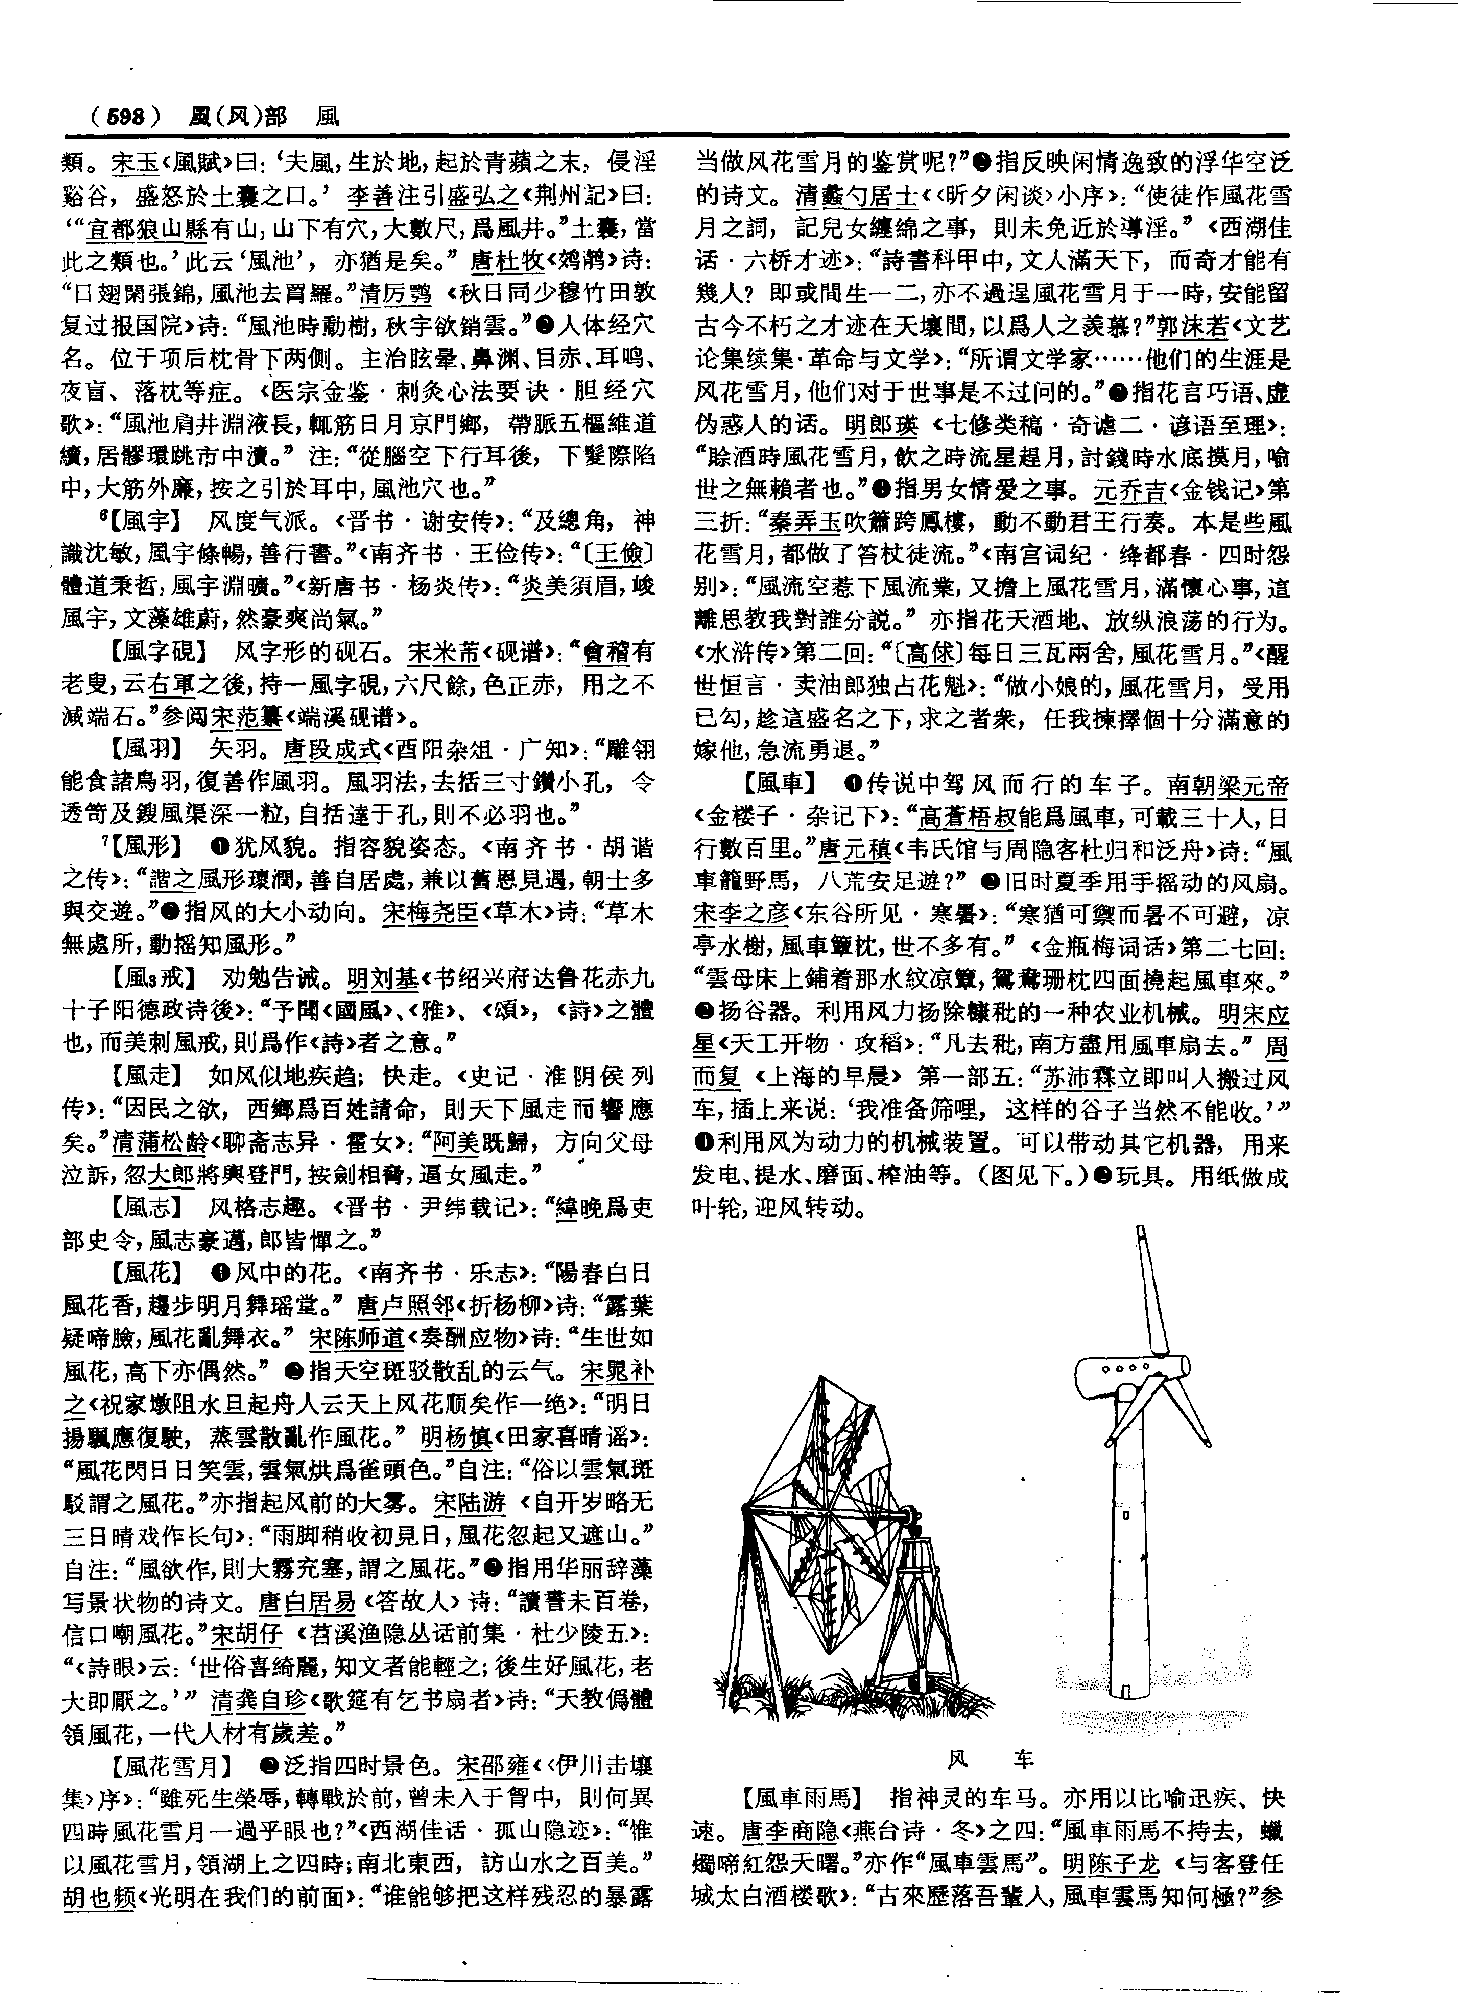 （598） 風(风)部 風
類。宋玉《風賦》曰：‘夫風，生於地，起於青蘋之末，侵淫
谿谷，盛怒於土囊之口。’李善注引盛弘之《荆州記》曰：
‘“宜都狼山縣有山，山下有穴，大數尺，爲風井。”土囊，當
此之類也。’此云‘風池’，亦猶是矣。”唐杜牧《鹧鹕》诗：
“日翅閑張錦，風池去罥羅。”清厉鹗《秋日同少穆竹田敦
复过报国院》诗：“風池時動樹，秋宇欲銷雲。”❷人体经穴
名。位于项后枕骨下两侧。主治眩晕、鼻渊、目赤、耳鸣、
夜盲、落枕等症。《医宗金鉴·刺灸心法要诀·胆经穴
歌》：“風池肩井淵液長，輒筋日月京門鄉，帶脈五樞維道
續，居髎環跳市中瀆。”注：“從腦空下行耳後，下髮際陷
中，大筋外廉，按之引於耳中，風池穴也。”
⁶【風宇】 风度气派。《晋书·谢安传》：“及總角，神
識沈敏，風宇條暢，善行書。”《南齐书·王俭传》：“〔王儉〕
體道秉哲，風宇淵曠。”《新唐书·杨炎传》：“炎美須眉，峻
風宇，文藻雄蔚，然豪爽尚氣。”
【風字硯】 风字形的砚石。宋米芾《砚谱》：“會稽有
老叟，云右軍之後，持一風字硯，六尺餘，色正赤，用之不
減端石。”参阅宋范纂《端溪砚谱》。
【風羽】 矢羽。唐段成式《酉阳杂俎·广知》：“雕翎
能食諸鳥羽，復善作風羽。風羽法，去括三寸鑽小孔，令
透笴及鎪風渠深一粒，自括達于孔，則不必羽也。”
⁷【風形】 ❶犹风貌。指容貌姿态。《南齐书·胡谐
之传》：“諧之風形瓌潤，善自居處，兼以舊恩見遇，朝士多
與交遊。”❷指风的大小动向。宋梅尧臣《草木》诗：“草木
無處所，動摇知風形。”
【風₃戒】 劝勉告诫。明刘基《书绍兴府达鲁花赤九
十子阳德政诗後》：“予聞《國風》、《雅》、《頌》，《詩》之體
也，而美刺風戒，則爲作《詩》者之意。”
【風走】 如风似地疾趋；快走。《史记·淮阴侯列
传》：“因民之欲，西鄉爲百姓請命，則天下風走而響應
矣。”清蒲松龄《聊斋志异·霍女》：“阿美既歸，方向父母
泣訴，忽大郎將輿登門，按劍相脅，逼女風走。”
【風志】 风格志趣。《晋书·尹纬载记》：“緯晚爲吏
部史令，風志豪邁，郎皆憚之。”
【風花】 ❶风中的花。《南齐书·乐志》：“陽春白日
風花香，趨步明月舞瑶堂。”唐卢照邻《折杨柳》诗：“露葉
疑啼臉，風花亂舞衣。”宋陈师道《奏酬应物》诗：“生世如
風花，高下亦偶然。”❷指天空斑驳散乱的云气。宋晁补
之《祝家墩阻水旦起舟人云天上风花顺矣作一绝》：“明日
揚颿應復駛，蒸雲散亂作風花。”明杨慎《田家喜晴谣》：
“風花閃日日笑雲，雲氣烘爲雀頭色。”自注：“俗以雲氣斑
駁謂之風花。”亦指起风前的大雾。宋陆游《自开岁略无
三日晴戏作长句》：“雨脚稍收初見日，風花忽起又遮山。”
自注：“風欲作，則大霧充塞，謂之風花。”❸指用华丽辞藻
写景状物的诗文。唐白居易《答故人》诗：“讀書未百卷，
信口嘲風花。”宋胡仔《苕溪渔隐丛话前集·杜少陵五》：
“《詩眼》云：‘世俗喜綺麗，知文者能輕之；後生好風花，老
大即厭之。’”清龚自珍《歌筵有乞书扇者》诗：“天教僞體
領風花，一代人材有歲差。”
【風花雪月】 ❶泛指四时景色。宋邵雍《〈伊川击壤
集〉序》：“雖死生榮辱，轉戰於前，曾未入于胷中，則何異
四時風花雪月一過乎眼也？”《西湖佳话·孤山隐迹》：“惟
以風花雪月，領湖上之四時；南北東西，訪山水之百美。”
胡也频《光明在我们的前面》：“谁能够把这样残忍的暴露
当做风花雪月的鉴赏呢？”❷指反映闲情逸致的浮华空泛
的诗文。清蠡勺居士《〈昕夕闲谈〉小序》：“使徒作風花雪
月之詞，記兒女纏綿之事，則未免近於導淫。”《西湖佳
话·六桥才迹》：“詩書科甲中，文人滿天下，而奇才能有
幾人？即或間生一二，亦不過逞風花雪月于一時，安能留
古今不朽之才迹在天壤間，以爲人之羡慕？”郭沫若《文艺
论集续集·革命与文学》：“所谓文学家……他们的生涯是
风花雪月，他们对于世事是不过问的。”❸指花言巧语、虚
伪惑人的话。明郎瑛《七修类稿·奇谑二·谚语至理》：
“賒酒時風花雪月，飲之時流星趕月，討錢時水底摸月，喻
世之無賴者也。”❹指男女情爱之事。元乔吉《金钱记》第
三折：“秦弄玉吹簫跨鳳樓，動不動君王行奏。本是些風
花雪月，都做了笞杖徒流。”《南宫词纪·绛都春·四时怨
别》：“風流空惹下風流業，又擔上風花雪月，滿懷心事，這
離思教我對誰分説。”亦指花天酒地、放纵浪荡的行为。
《水浒传》第二回：“〔高俅〕每日三瓦兩舍，風花雪月。”《醒
世恒言·卖油郎独占花魁》：“做小娘的，風花雪月，受用
已勾，趁這盛名之下，求之者衆，任我揀擇個十分滿意的
嫁他，急流勇退。”
【風車】 ❶传说中驾风而行的车子。南朝梁元帝
《金楼子·杂记下》：“高蒼梧叔能爲風車，可載三十人，日
行數百里。”唐元稹《韦氏馆与周隐客杜归和泛舟》诗：“風
車籠野馬，八荒安足遊？”❷旧时夏季用手摇动的风扇。
宋李之彦《东谷所见·寒暑》：“寒猶可禦而暑不可避，凉
亭水榭，風車簟枕，世不多有。”《金瓶梅词话》第二七回：
“雲母床上鋪着那水紋凉簟，鴛鴦珊枕四面撓起風車來。”
❸扬谷器。利用风力扬除糠秕的一种农业机械。明宋应
星《天工开物·攻稻》：“凡去秕，南方盡用風車扇去。”周
而复《上海的早晨》第一部五：“苏沛霖立即叫人搬过风
车，插上来说：‘我准备筛哩，这样的谷子当然不能收。’”
❹利用风为动力的机械装置。可以带动其它机器，用来
发电、提水、磨面、榨油等。（图见下。）❺玩具。用纸做成
叶轮，迎风转动。
风 车
【風車雨馬】 指神灵的车马。亦用以比喻迅疾、快
速。唐李商隐《燕台诗·冬》之四：“風車雨馬不持去，蠟
燭啼紅怨天曙。”亦作“風車雲馬”。明陈子龙《与客登任
城太白酒楼歌》：“古來歷落吾輩人，風車雲馬知何極？”参